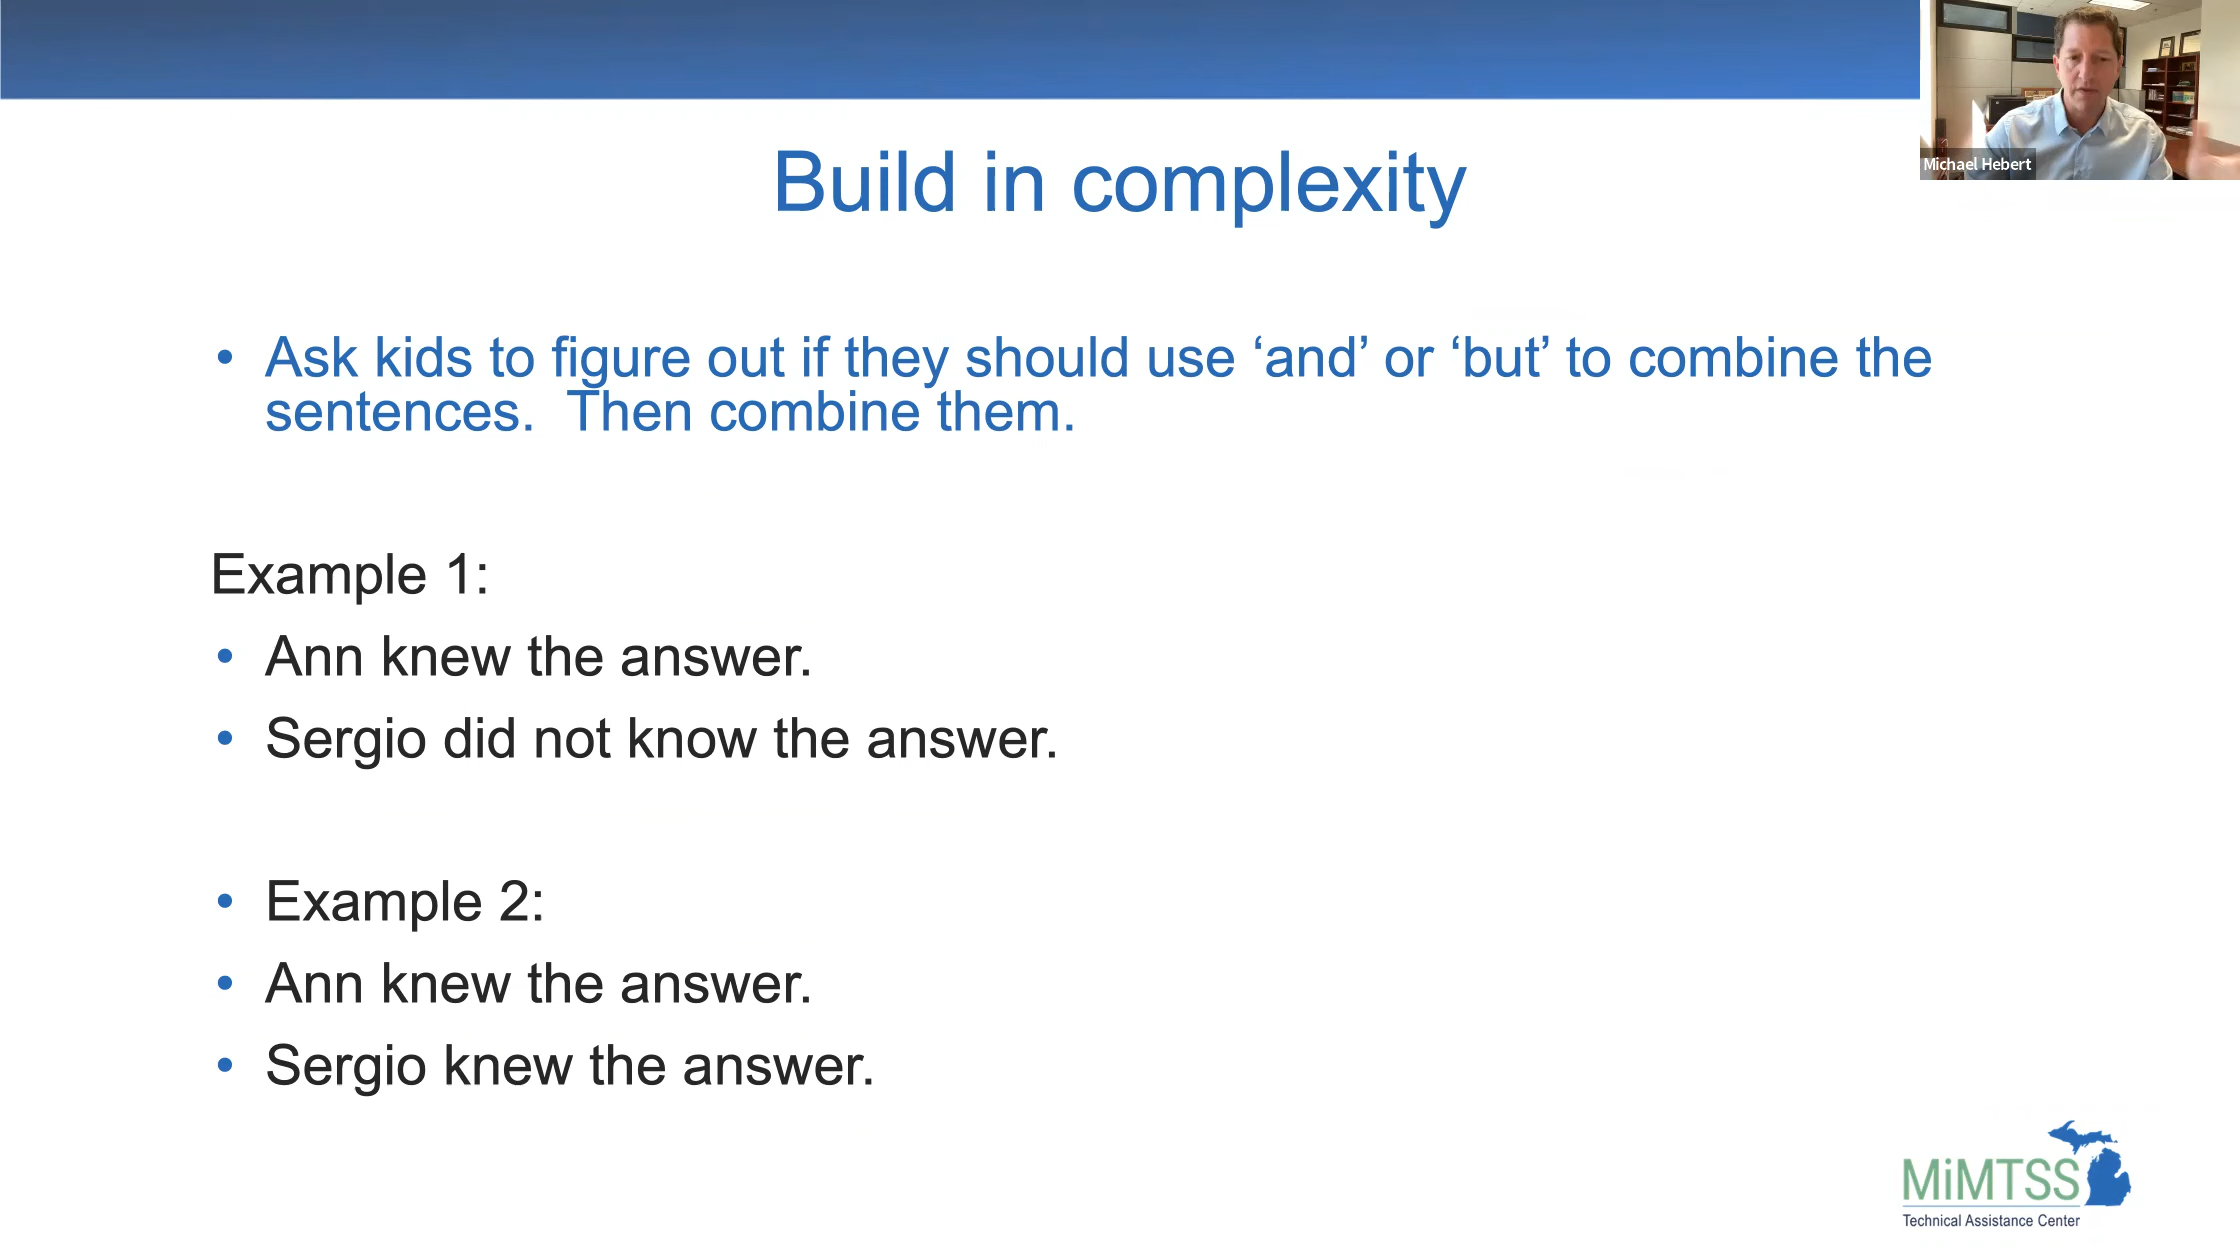 Michael Hebert
Build in complexity
• Ask kids to figure out if they should use ‘and’ or ‘but’ to combine the
sentences.  Then combine them.
Example 1:
• Ann knew the answer.
• Sergio did not know the answer.
• Example 2:
• Ann knew the answer.
• Sergio knew the answer.
MiMTSS
Technical Assistance Center